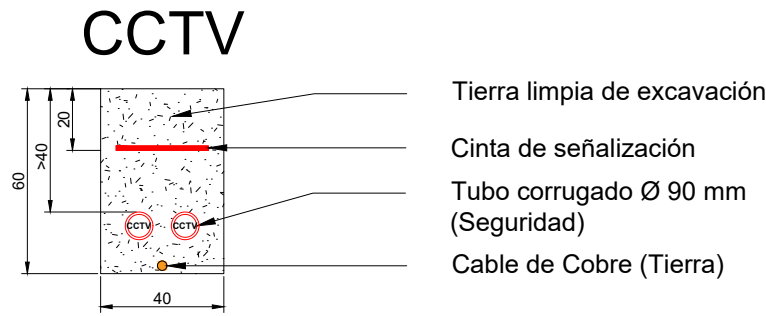 CCTV
Tierra limpia de excavación
20
Cinta de señalización
>40
60
Tubo corrugado Ø 90 mm
(Seguridad)
CCTV CCTV
Cable de Cobre (Tierra)
40